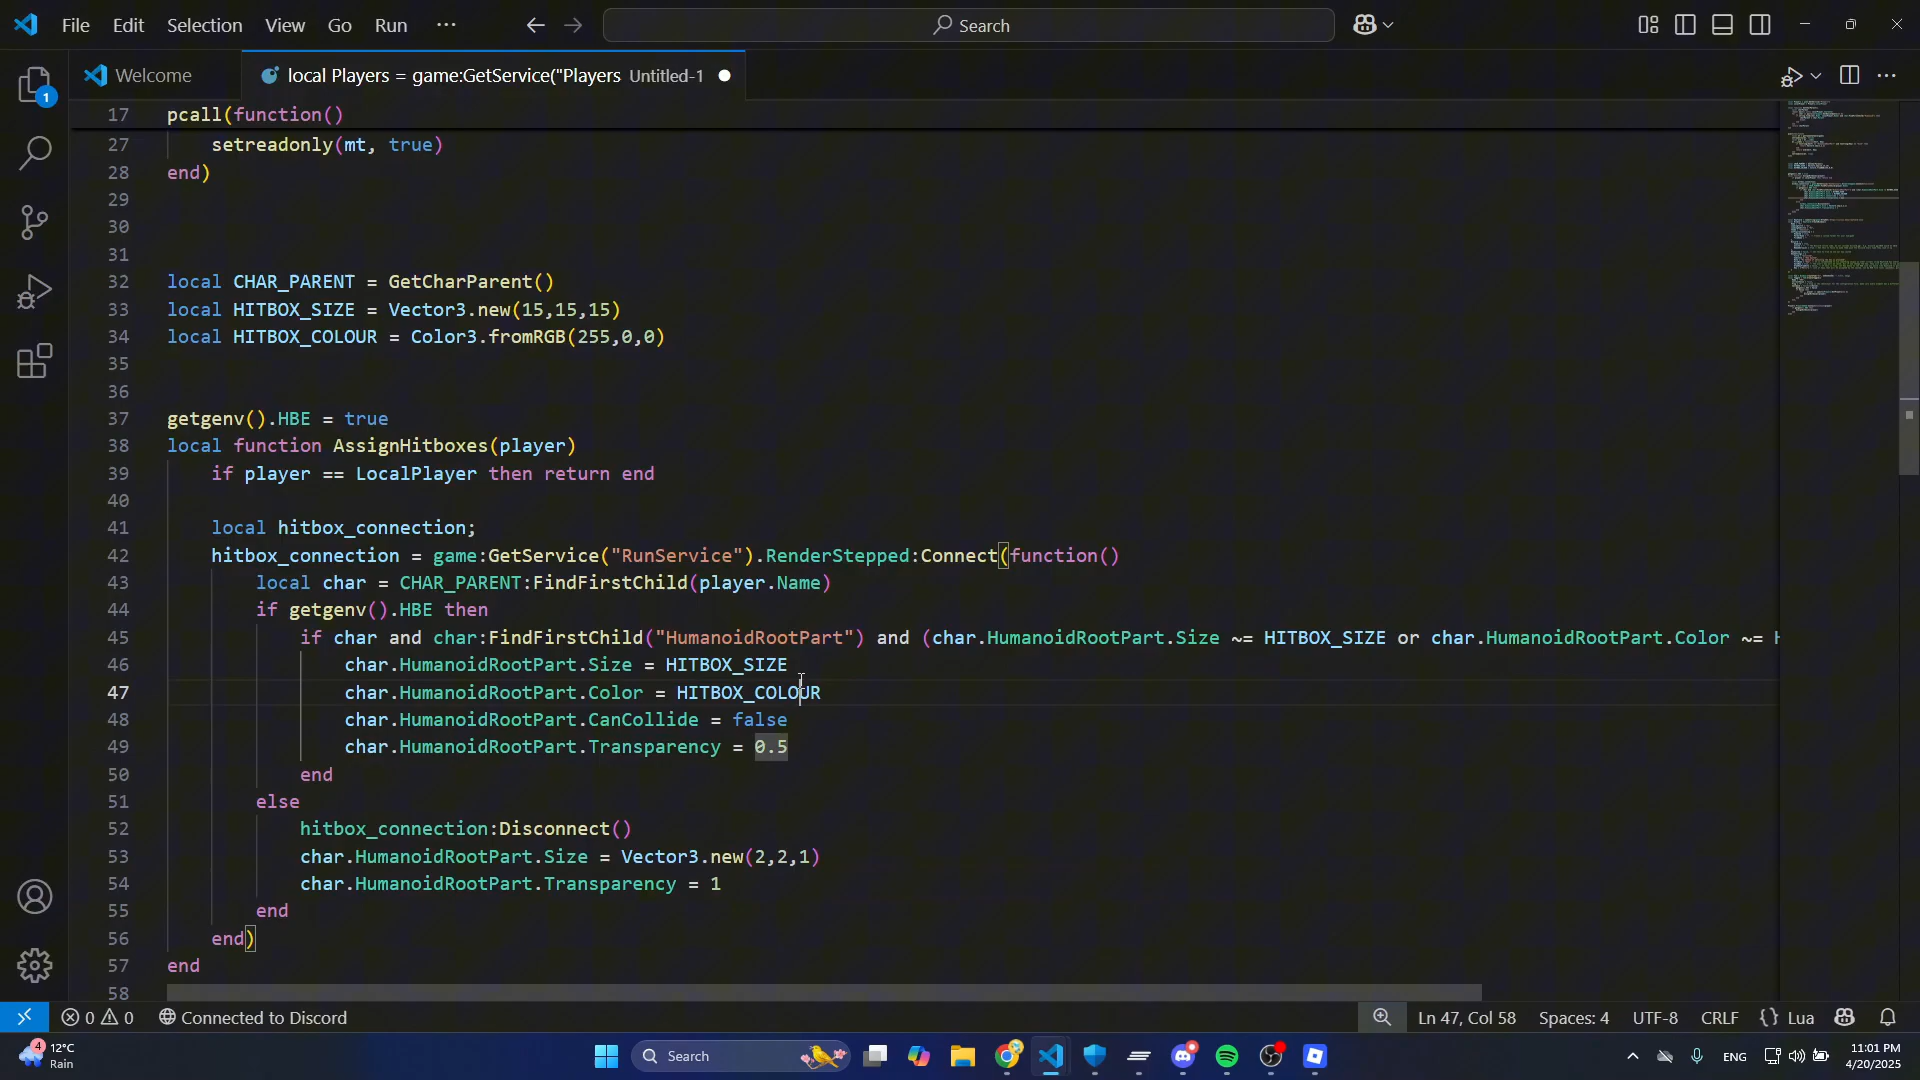 File Edit Selection View Go Run ··· Search
Welcome local Players = game:GetService("Players Untitled-1
17 pcall(function()
27 setreadonly(mt, true)
28 end)
29
30
31
32 local CHAR_PARENT = GetCharParent()
33 local HITBOX_SIZE = Vector3.new(15,15,15)
34 local HITBOX_COLOUR = Color3.fromRGB(255,0,0)
35
36
37 getgenv().HBE = true
38 local function AssignHitboxes(player)
39 if player == LocalPlayer then return end
40
41 local hitbox_connection;
42 hitbox_connection = game:GetService("RunService").RenderStepped:Connect(function()
43 local char = CHAR_PARENT:FindFirstChild(player.Name)
44 if getgenv().HBE then
45 if char and char:FindFirstChild("HumanoidRootPart") and (char.HumanoidRootPart.Size ~= HITBOX_SIZE or char.HumanoidRootPart.Color ~= H
46 char.HumanoidRootPart.Size = HITBOX_SIZE
47 char.HumanoidRootPart.Color = HITBOX_COLOUR
48 char.HumanoidRootPart.CanCollide = false
49 char.HumanoidRootPart.Transparency = 0.5
50 end
51 else
52 hitbox_connection:Disconnect()
53 char.HumanoidRootPart.Size = Vector3.new(2,2,1)
54 char.HumanoidRootPart.Transparency = 1
55 end
56 end)
57 end
58
1
0 0 Connected to Discord Ln 47, Col 58 Spaces: 4 UTF-8 CRLF {} Lua
4 12°C Search ENG 11:01 PM
Rain 4/20/2025